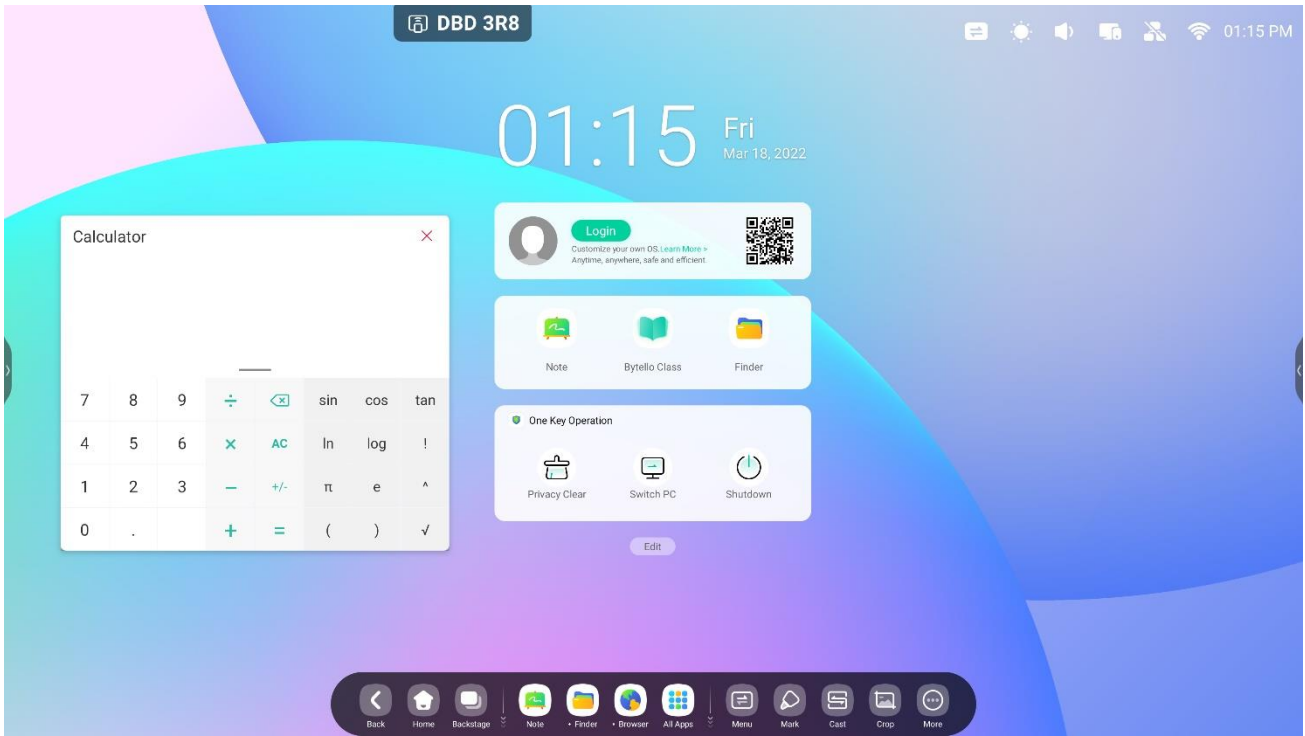 DBD 3R8
01:15 PM
01:15
Fri
Mar 18, 2022
Calculator
7 8 9 ÷ sin cos tan
4 5 6 × AC ln log !
1 2 3 − +/- π e ^
0 . + = ( ) √
Login
Customize your own OS, Learn More »
Anytime, anywhere, safe and efficient
Note Bytello Class Finder
One Key Operation
Privacy Clear Switch PC Shutdown
Edit
Back Home Backstage Note • Finder • Browser All Apps Menu Mark Cast Crop More